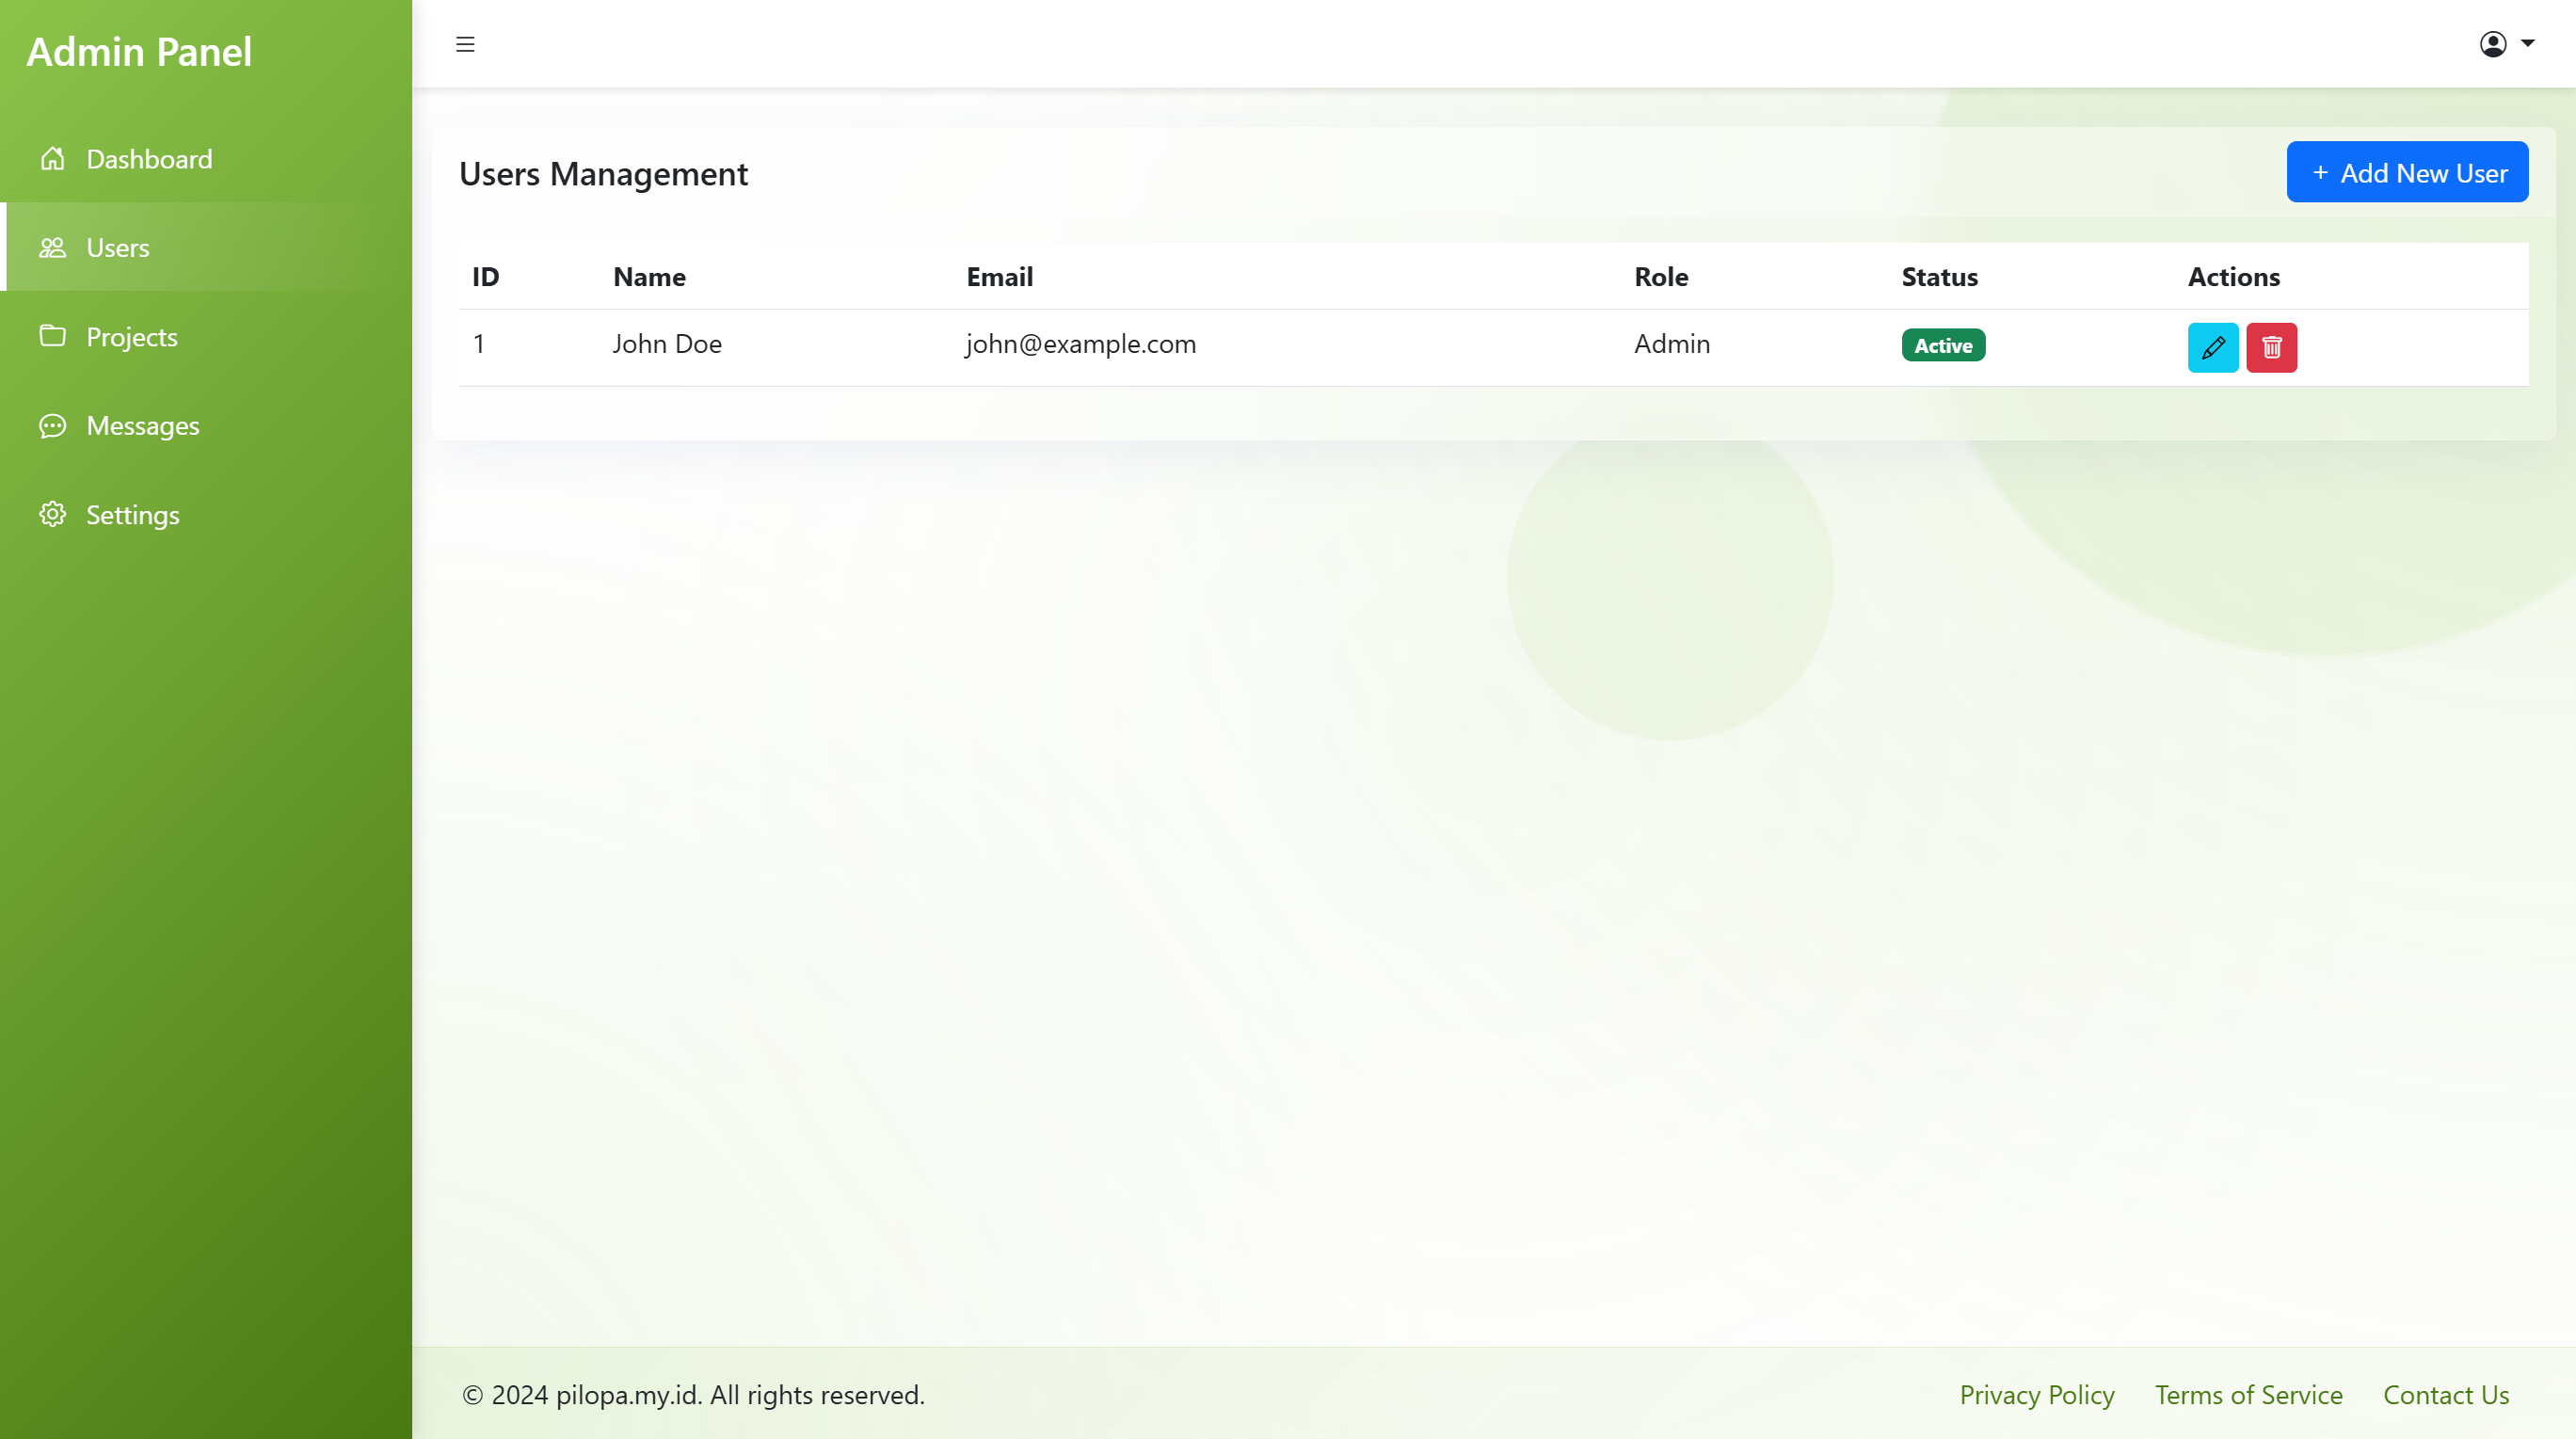 Admin Panel
Dashboard
Users
Projects
Messages
Settings
Users Management
+ Add New User
ID Name Email Role Status Actions
1 John Doe john@example.com Admin Active
© 2024 pilopa.my.id. All rights reserved.
Privacy Policy Terms of Service Contact Us